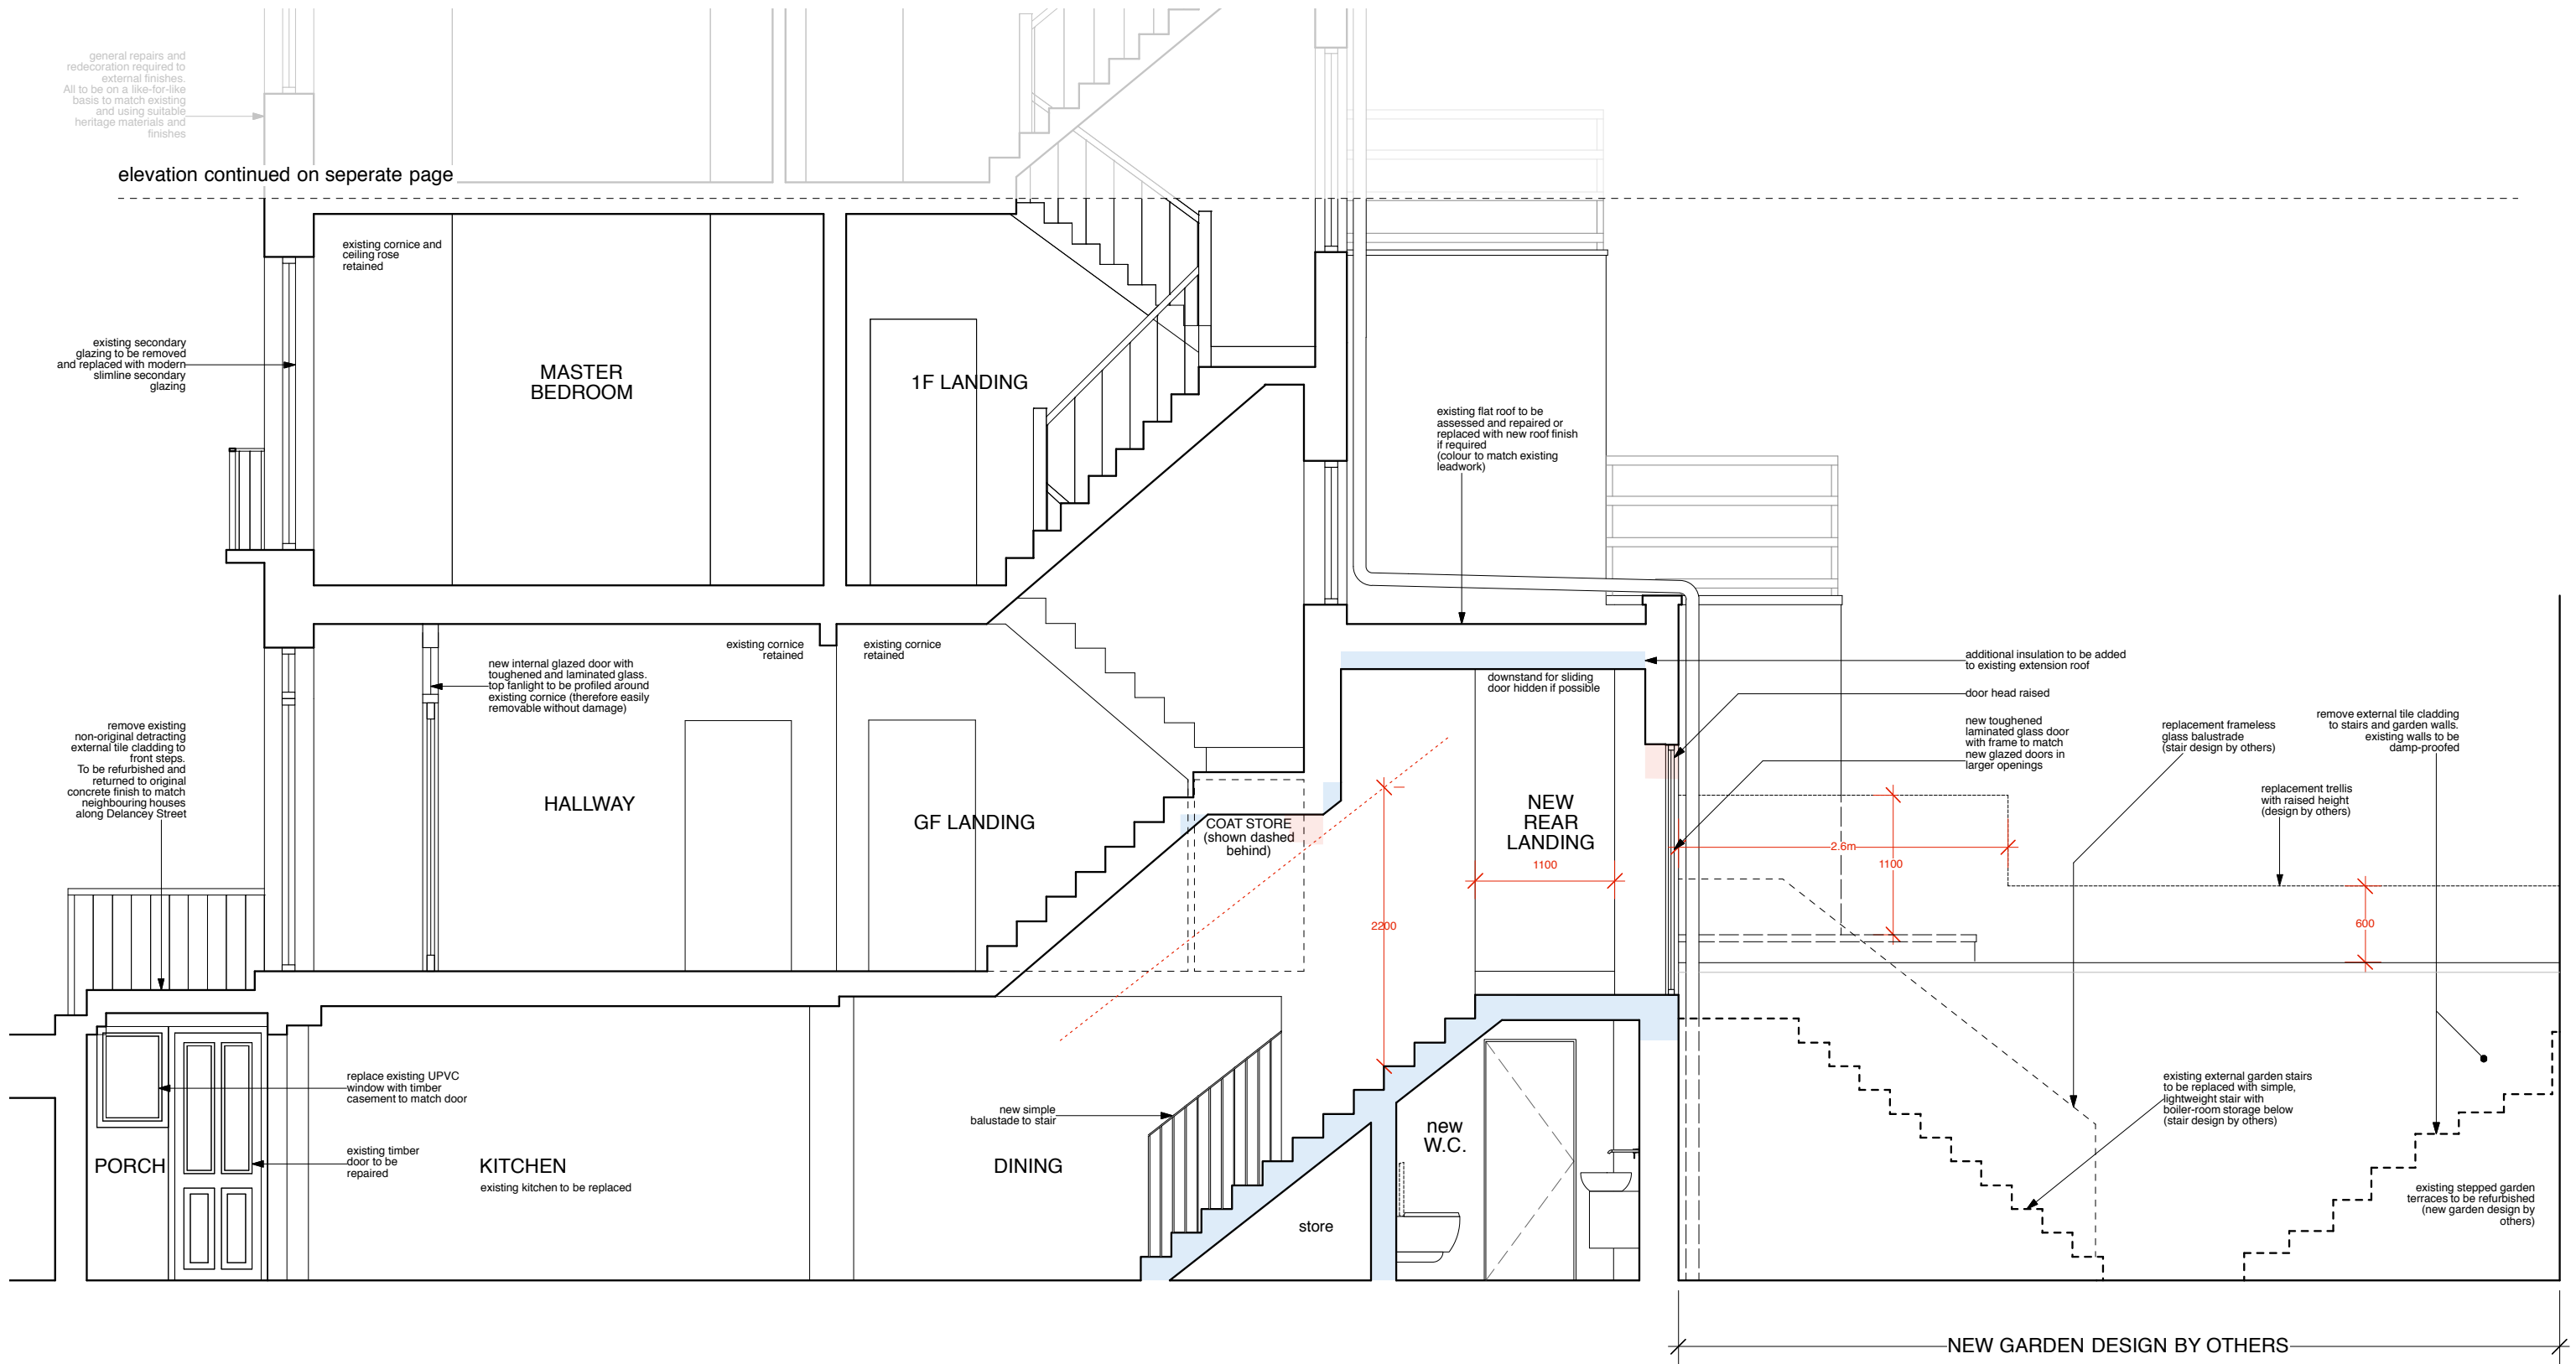 general repairs and
redecoration required to
external finishes.
All to be on a like-for-like
basis to match existing
and using suitable
heritage materials and
finishes
elevation continued on seperate page
existing cornice and
ceiling rose
retained
existing secondary
glazing to be removed
and replaced with modern
slimline secondary
glazing
MASTER
BEDROOM
1F LANDING
existing flat roof to be
assessed and repaired or
replaced with new roof finish
if required
(colour to match existing
leadwork)
existing cornice
retained
existing cornice
retained
new internal glazed door with
toughened and laminated glass.
top fanlight to be profiled around
existing cornice (therefore easily
removable without damage)
downstand for sliding
door hidden if possible
additional insulation to be added
to existing extension roof
door head raised
new toughened
laminated glass door
with frame to match
new glazed doors in
larger openings
replacement frameless
glass balustrade
(stair design by others)
remove external tile cladding
to stairs and garden walls.
existing walls to be
damp-proofed
replacement trellis
with raised height
(design by others)
remove existing
non-original detracting
external tile cladding to
front steps.
To be refurbished and
returned to original
concrete finish to match
neighbouring houses
along Delancey Street
HALLWAY
GF LANDING
COAT STORE
(shown dashed
behind)
NEW
REAR
LANDING
1100
2200
2.6m
1100
600
replace existing UPVC
window with timber
casement to match door
existing timber
door to be
repaired
PORCH
KITCHEN
existing kitchen to be replaced
DINING
new simple
balustade to stair
new
W.C.
store
existing external garden stairs
to be replaced with simple,
lightweight stair with
boiler-room storage below
(stair design by others)
existing stepped garden
terraces to be refurbished
(new garden design by
others)
NEW GARDEN DESIGN BY OTHERS